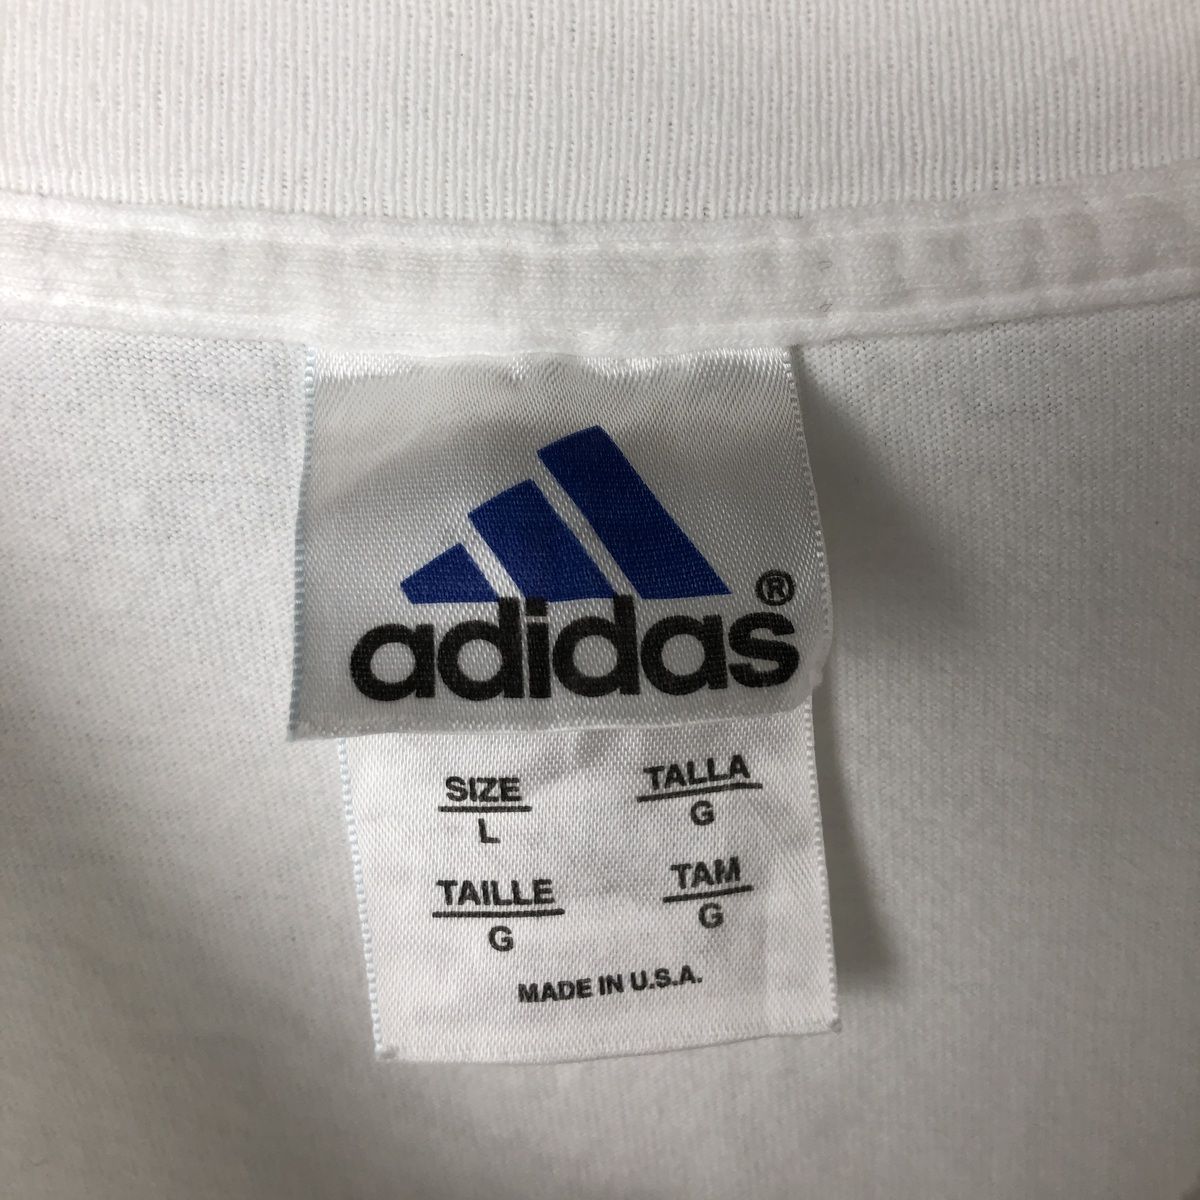 adidas®
SIZE TALLA
L G
TAILLE TAM
G G
MADE IN U.S.A.